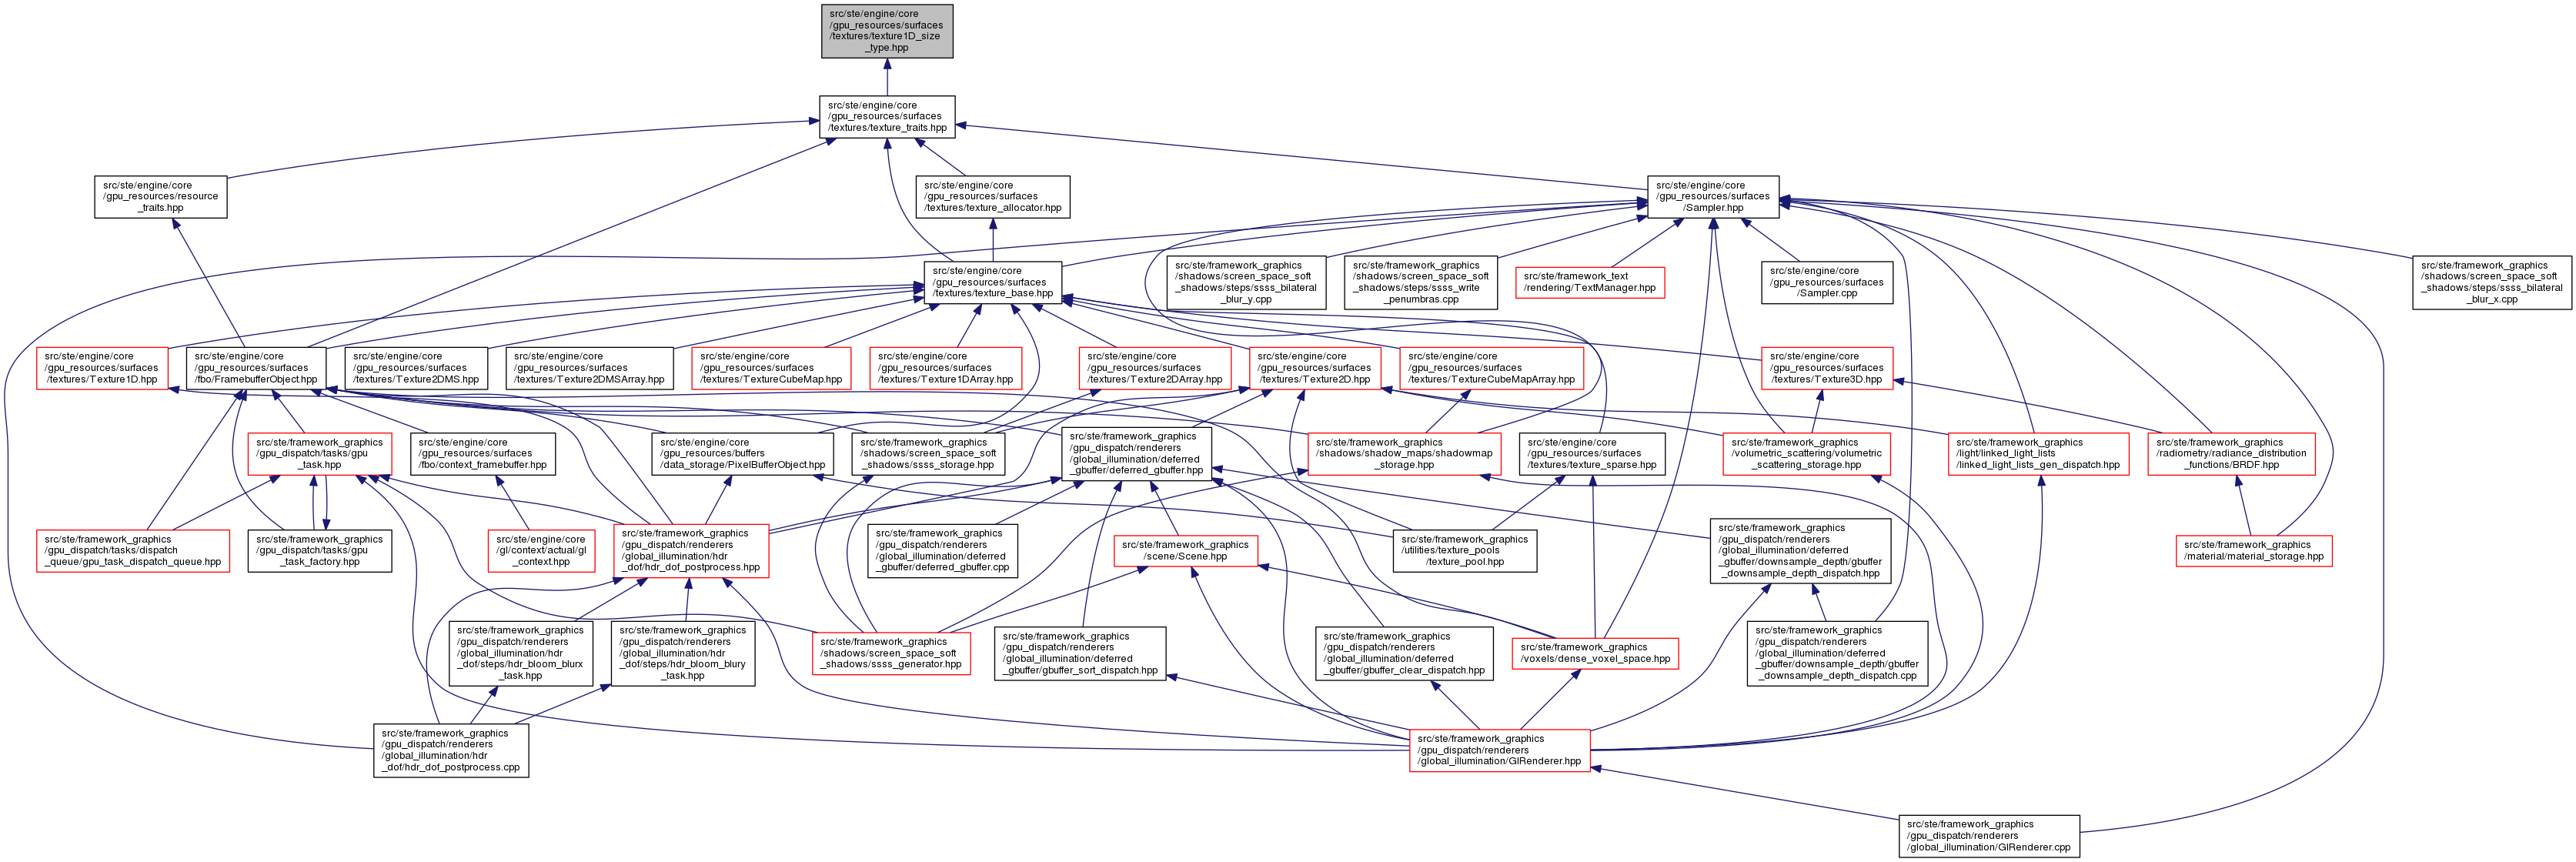 src/ste/engine/core
/gpu_resources/surfaces
/textures/texture1D_size
_type.hpp
src/ste/engine/core
/gpu_resources/surfaces
/textures/texture_traits.hpp
src/ste/engine/core
/gpu_resources/resource
_traits.hpp
src/ste/engine/core
/gpu_resources/surfaces
/textures/texture_allocator.hpp
src/ste/engine/core
/gpu_resources/surfaces
/Sampler.hpp
src/ste/engine/core
/gpu_resources/surfaces
/textures/texture_base.hpp
src/ste/framework_graphics
/shadows/screen_space_soft
_shadows/steps/ssss_bilateral
_blur_y.cpp
src/ste/framework_graphics
/shadows/screen_space_soft
_shadows/steps/ssss_write
_penumbras.cpp
src/ste/framework_text
/rendering/TextManager.hpp
src/ste/engine/core
/gpu_resources/surfaces
/Sampler.cpp
src/ste/framework_graphics
/shadows/screen_space_soft
_shadows/steps/ssss_bilateral
_blur_x.cpp
src/ste/engine/core
/gpu_resources/surfaces
/textures/Texture1D.hpp
src/ste/engine/core
/gpu_resources/surfaces
/fbo/FramebufferObject.hpp
src/ste/engine/core
/gpu_resources/surfaces
/textures/Texture2DMS.hpp
src/ste/engine/core
/gpu_resources/surfaces
/textures/Texture2DMSArray.hpp
src/ste/engine/core
/gpu_resources/surfaces
/textures/TextureCubeMap.hpp
src/ste/engine/core
/gpu_resources/surfaces
/textures/Texture1DArray.hpp
src/ste/engine/core
/gpu_resources/surfaces
/textures/Texture2DArray.hpp
src/ste/engine/core
/gpu_resources/surfaces
/textures/Texture2D.hpp
src/ste/engine/core
/gpu_resources/surfaces
/textures/TextureCubeMapArray.hpp
src/ste/engine/core
/gpu_resources/surfaces
/textures/Texture3D.hpp
src/ste/framework_graphics
/gpu_dispatch/tasks/gpu
_task.hpp
src/ste/engine/core
/gpu_resources/surfaces
/fbo/context_framebuffer.hpp
src/ste/engine/core
/gpu_resources/buffers
/data_storage/PixelBufferObject.hpp
src/ste/framework_graphics
/shadows/screen_space_soft
_shadows/ssss_storage.hpp
src/ste/framework_graphics
/gpu_dispatch/renderers
/global_illumination/deferred
_gbuffer/deferred_gbuffer.hpp
src/ste/framework_graphics
/shadows/shadow_maps/shadowmap
_storage.hpp
src/ste/engine/core
/gpu_resources/surfaces
/textures/texture_sparse.hpp
src/ste/framework_graphics
/volumetric_scattering/volumetric
_scattering_storage.hpp
src/ste/framework_graphics
/light/linked_light_lists
/linked_light_lists_gen_dispatch.hpp
src/ste/framework_graphics
/radiometry/radiance_distribution
_functions/BRDF.hpp
src/ste/framework_graphics
/gpu_dispatch/tasks/dispatch
_queue/gpu_task_dispatch_queue.hpp
src/ste/framework_graphics
/gpu_dispatch/tasks/gpu
_task_factory.hpp
src/ste/engine/core
/gl/context/actual/gl
_context.hpp
src/ste/framework_graphics
/gpu_dispatch/renderers
/global_illumination/hdr
_dof/hdr_dof_postprocess.hpp
src/ste/framework_graphics
/gpu_dispatch/renderers
/global_illumination/deferred
_gbuffer/deferred_gbuffer.cpp
src/ste/framework_graphics
/scene/Scene.hpp
src/ste/framework_graphics
/utilities/texture_pools
/texture_pool.hpp
src/ste/framework_graphics
/gpu_dispatch/renderers
/global_illumination/deferred
_gbuffer/downsample_depth/gbuffer
_downsample_depth_dispatch.hpp
src/ste/framework_graphics
/material/material_storage.hpp
src/ste/framework_graphics
/gpu_dispatch/renderers
/global_illumination/hdr
_dof/steps/hdr_bloom_blurx
_task.hpp
src/ste/framework_graphics
/gpu_dispatch/renderers
/global_illumination/hdr
_dof/steps/hdr_bloom_blury
_task.hpp
src/ste/framework_graphics
/shadows/screen_space_soft
_shadows/ssss_generator.hpp
src/ste/framework_graphics
/gpu_dispatch/renderers
/global_illumination/deferred
_gbuffer/gbuffer_sort_dispatch.hpp
src/ste/framework_graphics
/gpu_dispatch/renderers
/global_illumination/deferred
_gbuffer/gbuffer_clear_dispatch.hpp
src/ste/framework_graphics
/voxels/dense_voxel_space.hpp
src/ste/framework_graphics
/gpu_dispatch/renderers
/global_illumination/deferred
_gbuffer/downsample_depth/gbuffer
_downsample_depth_dispatch.cpp
src/ste/framework_graphics
/gpu_dispatch/renderers
/global_illumination/hdr
_dof/hdr_dof_postprocess.cpp
src/ste/framework_graphics
/gpu_dispatch/renderers
/global_illumination/GIRenderer.hpp
src/ste/framework_graphics
/gpu_dispatch/renderers
/global_illumination/GIRenderer.cpp